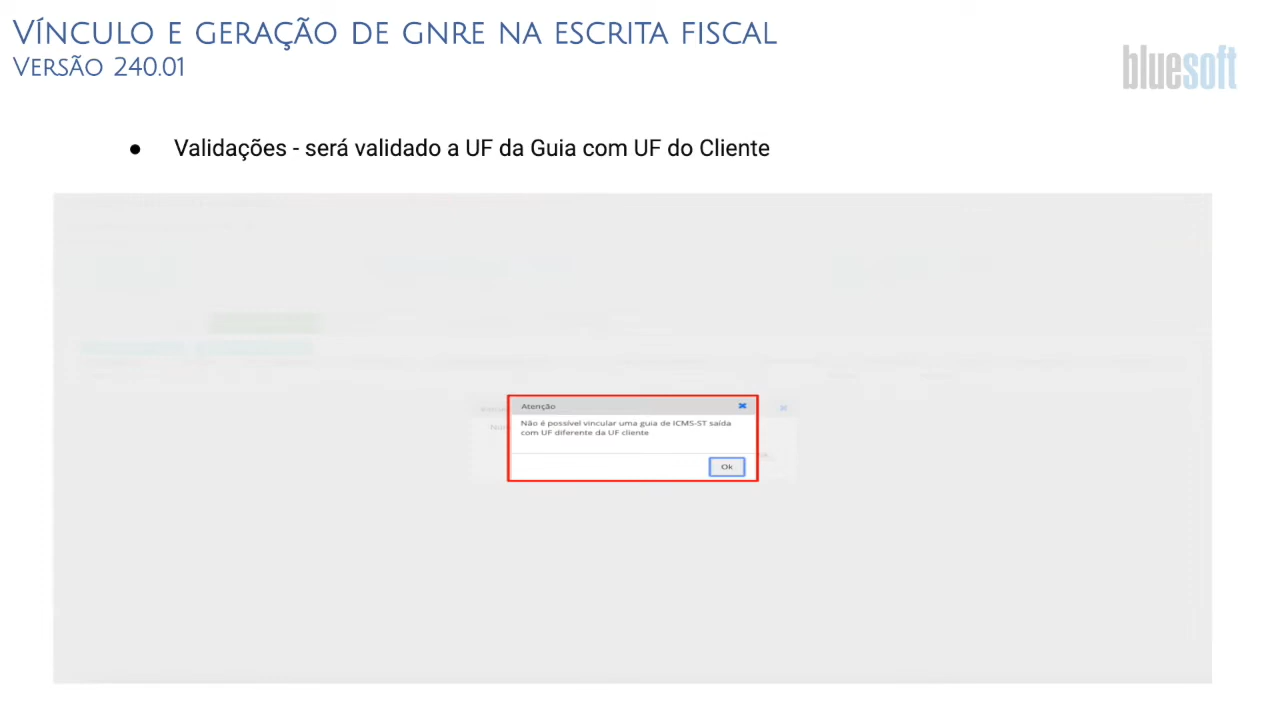 VÍNCULO E GERAÇÃO DE GNRE NA ESCRITA FISCAL
VERSÃO 240.01
bluesoft
● Validações - será validado a UF da Guia com UF do Cliente
Atenção
Não é possível vincular uma guia de ICMS-ST saída
com UF diferente da UF cliente
Ok